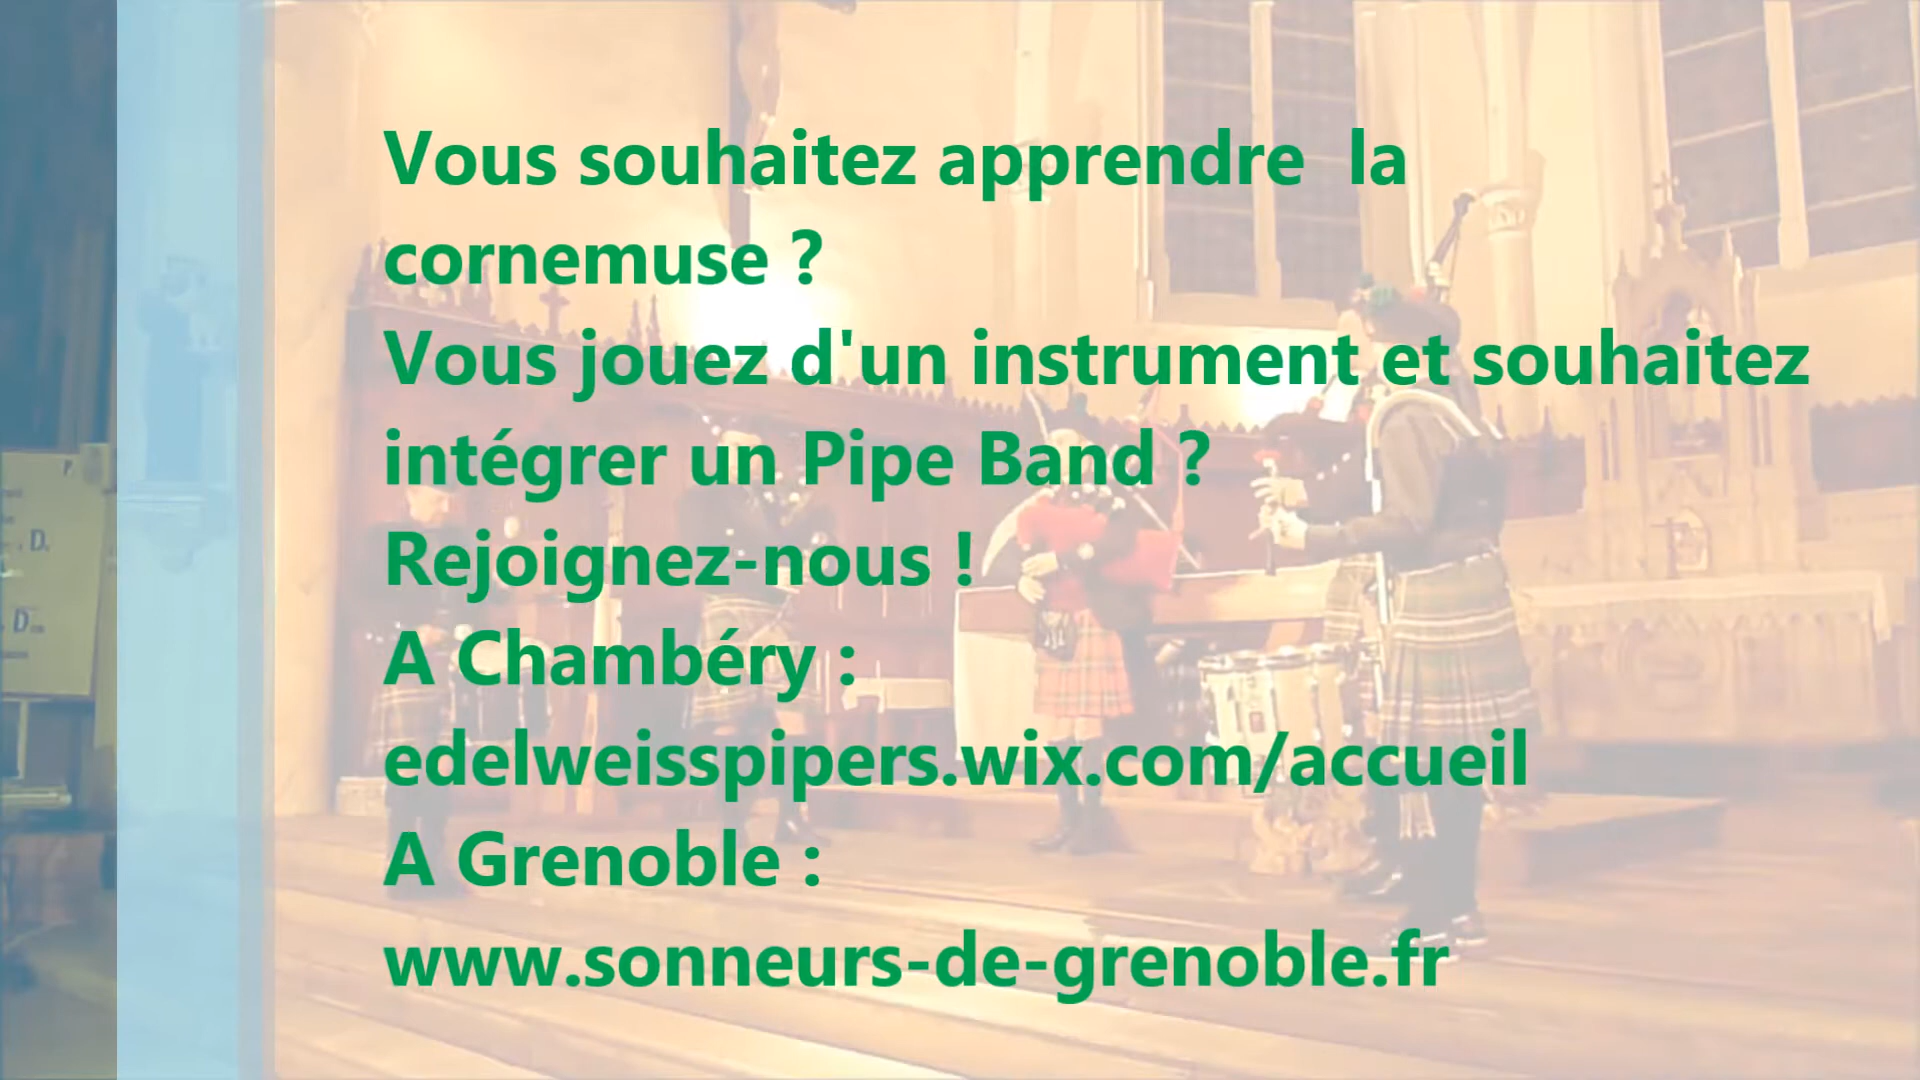 Vous souhaitez apprendre  la
cornemuse ?
Vous jouez d'un instrument et souhaitez
intégrer un Pipe Band ?
Rejoignez-nous !
A Chambéry :
edelweisspipers.wix.com/accueil
A Grenoble :
www.sonneurs-de-grenoble.fr